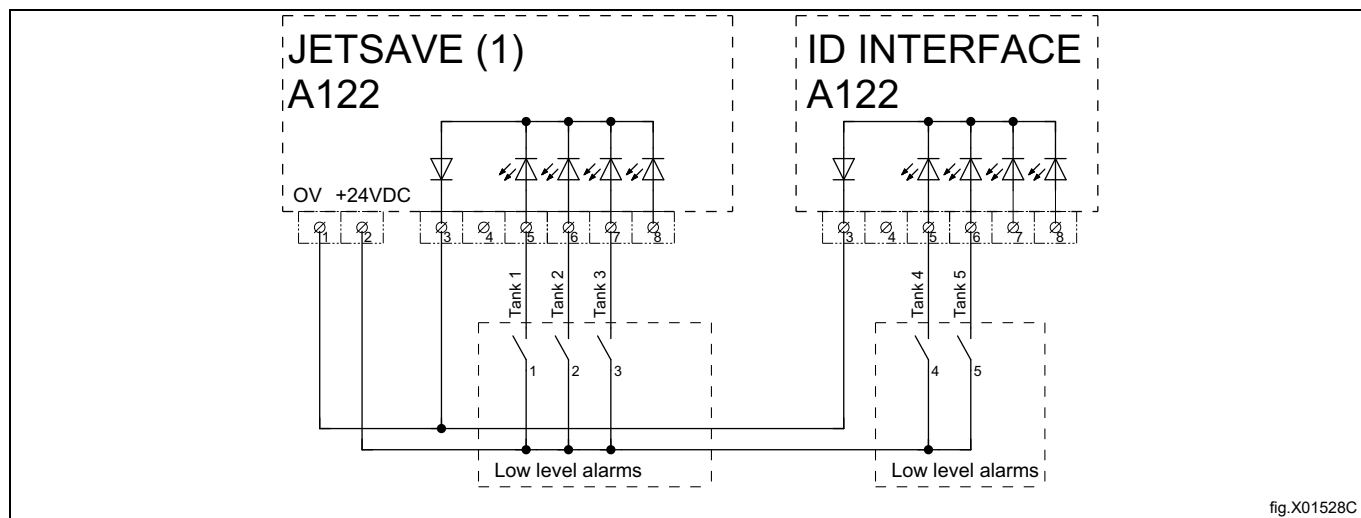 JETSAVE (1)
A122
ID INTERFACE
A122
OV +24VDC
1 2 3 4 5 6 7 8
3 4 5 6 7 8
Tank 1
Tank 2
Tank 3
Tank 4
Tank 5
1 2 3
4 5
Low level alarms
Low level alarms
fig.X01528C